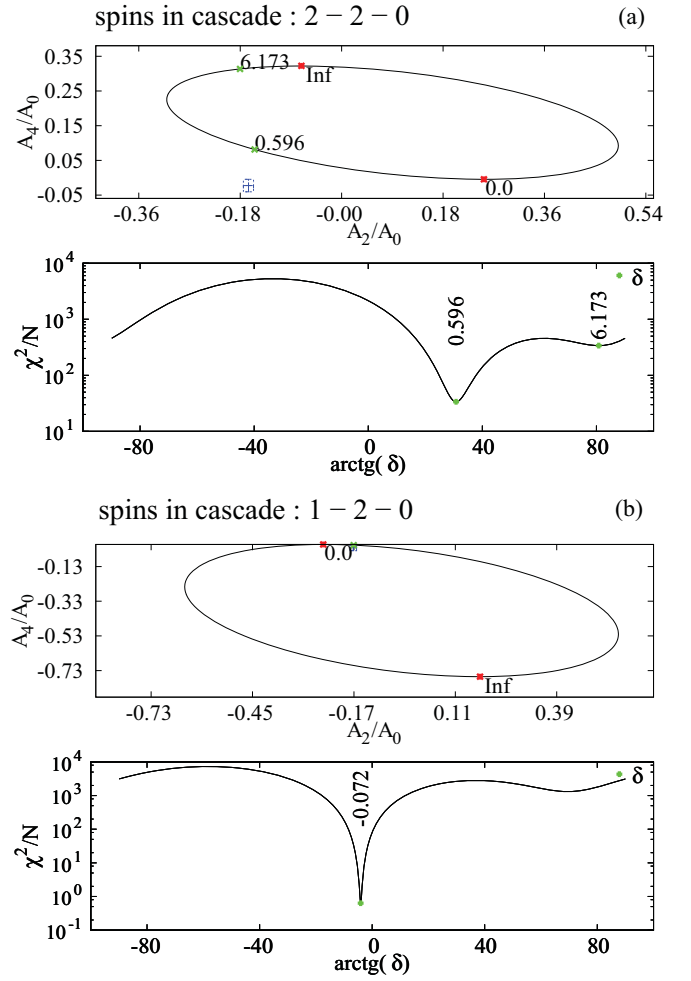 spins in cascade : 2 − 2 − 0 (a)
0.35
0.25
0.15
0.05
-0.05
A4/A0
6.173
Inf
0.596
0.0
-0.36 -0.18 -0.00 0.18 0.36 0.54
A2/A0
10^4
10^3
10^2
10^1
χ^2/N
0.596
6.173
δ
-80 -40 0 40 80
arctg( δ)
spins in cascade : 1 − 2 − 0 (b)
-0.13
-0.33
-0.53
-0.73
A4/A0
0.0
Inf
-0.73 -0.45 -0.17 0.11 0.39
A2/A0
10^4
10^3
10^2
10^1
10^0
10^-1
χ^2/N
-0.072
δ
-80 -40 0 40 80
arctg( δ)